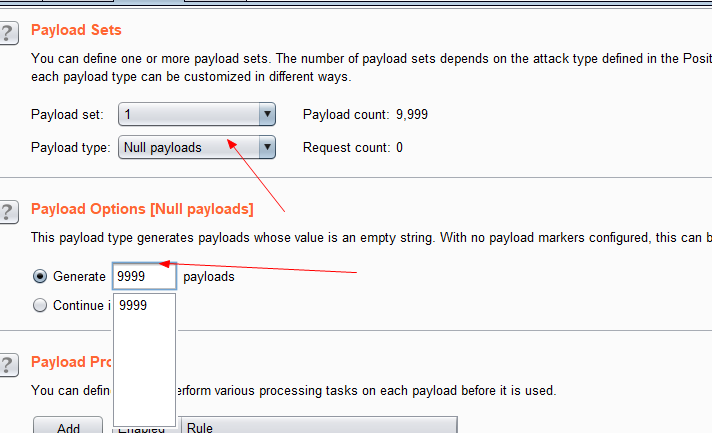 Payload Sets
You can define one or more payload sets. The number of payload sets depends on the attack type defined in the Posit
each payload type can be customized in different ways.
Payload set: 1 Payload count: 9,999
Payload type: Null payloads Request count: 0
Payload Options [Null payloads]
This payload type generates payloads whose value is an empty string. With no payload markers configured, this can b
Generate 9999 payloads
Continue i 9999
Payload Pro
You can defin erform various processing tasks on each payload before it is used.
Add Enabled Rule